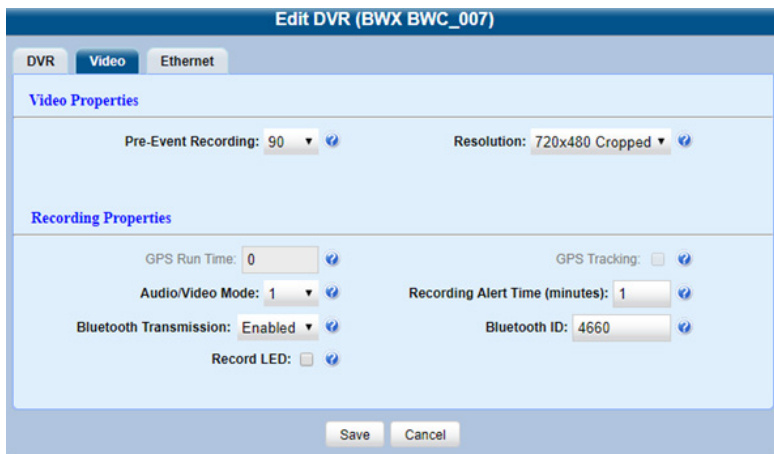 Edit DVR (BWX BWC_007)
DVR Video Ethernet
Video Properties
Pre-Event Recording: 90 Resolution: 720x480 Cropped
Recording Properties
GPS Run Time: 0 GPS Tracking:
Audio/Video Mode: 1 Recording Alert Time (minutes): 1
Bluetooth Transmission: Enabled Bluetooth ID: 4660
Record LED:
Save Cancel